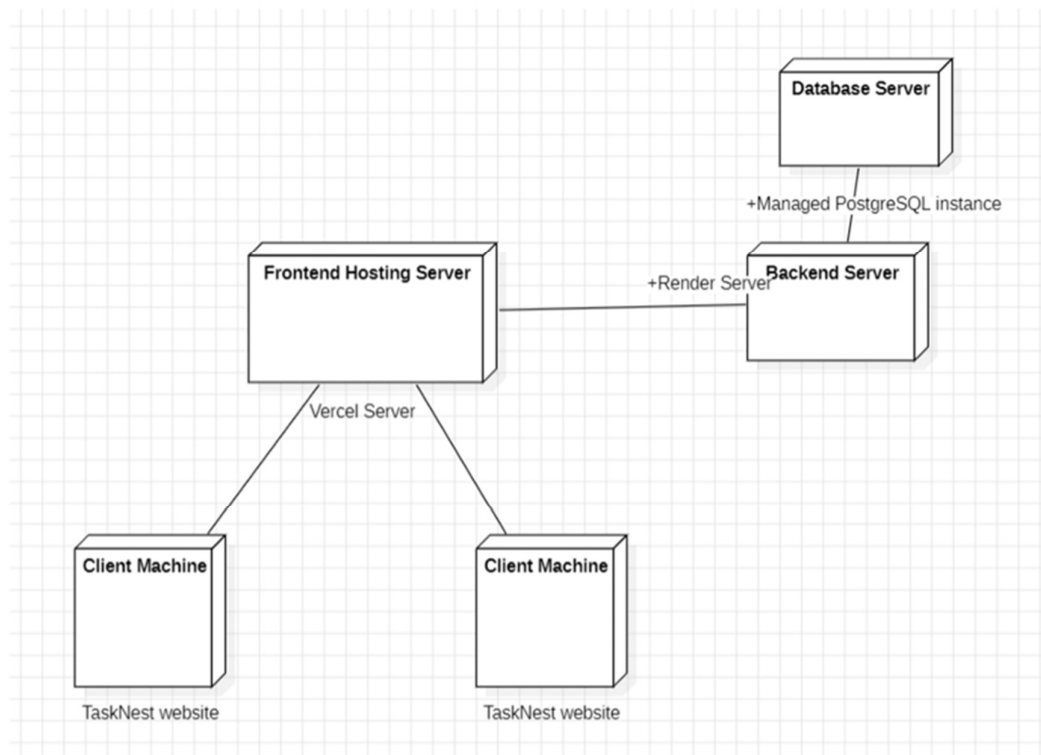 Database Server
+Managed PostgreSQL instance
Frontend Hosting Server
+Render Server
Backend Server
Vercel Server
Client Machine
Client Machine
TaskNest website
TaskNest website